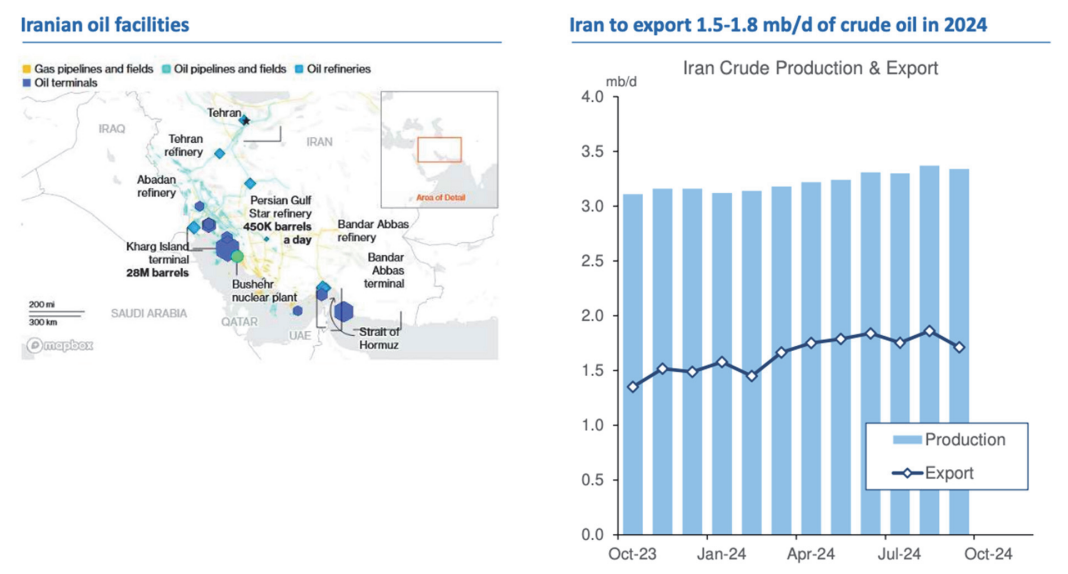 Iranian oil facilities
Gas pipelines and fields Oil pipelines and fields Oil refineries
Oil terminals
Tehran
IRAQ
IRAN
Tehran
refinery
Abadan
refinery
Area of Detail
Persian Gulf
Star refinery
450K barrels
a day
Bandar Abbas
refinery
Kharg Island
terminal
28M barrels
Bandar
Abbas
terminal
Bushehr
nuclear plant
200 mi
300 km
SAUDI ARABIA
QATAR
UAE
Strait of
Hormuz
mapbox
Iran to export 1.5-1.8 mb/d of crude oil in 2024
Iran Crude Production & Export
mb/d
4.0
3.5
3.0
2.5
2.0
1.5
1.0
0.5
0.0
Production
Export
Oct-23 Jan-24 Apr-24 Jul-24 Oct-24